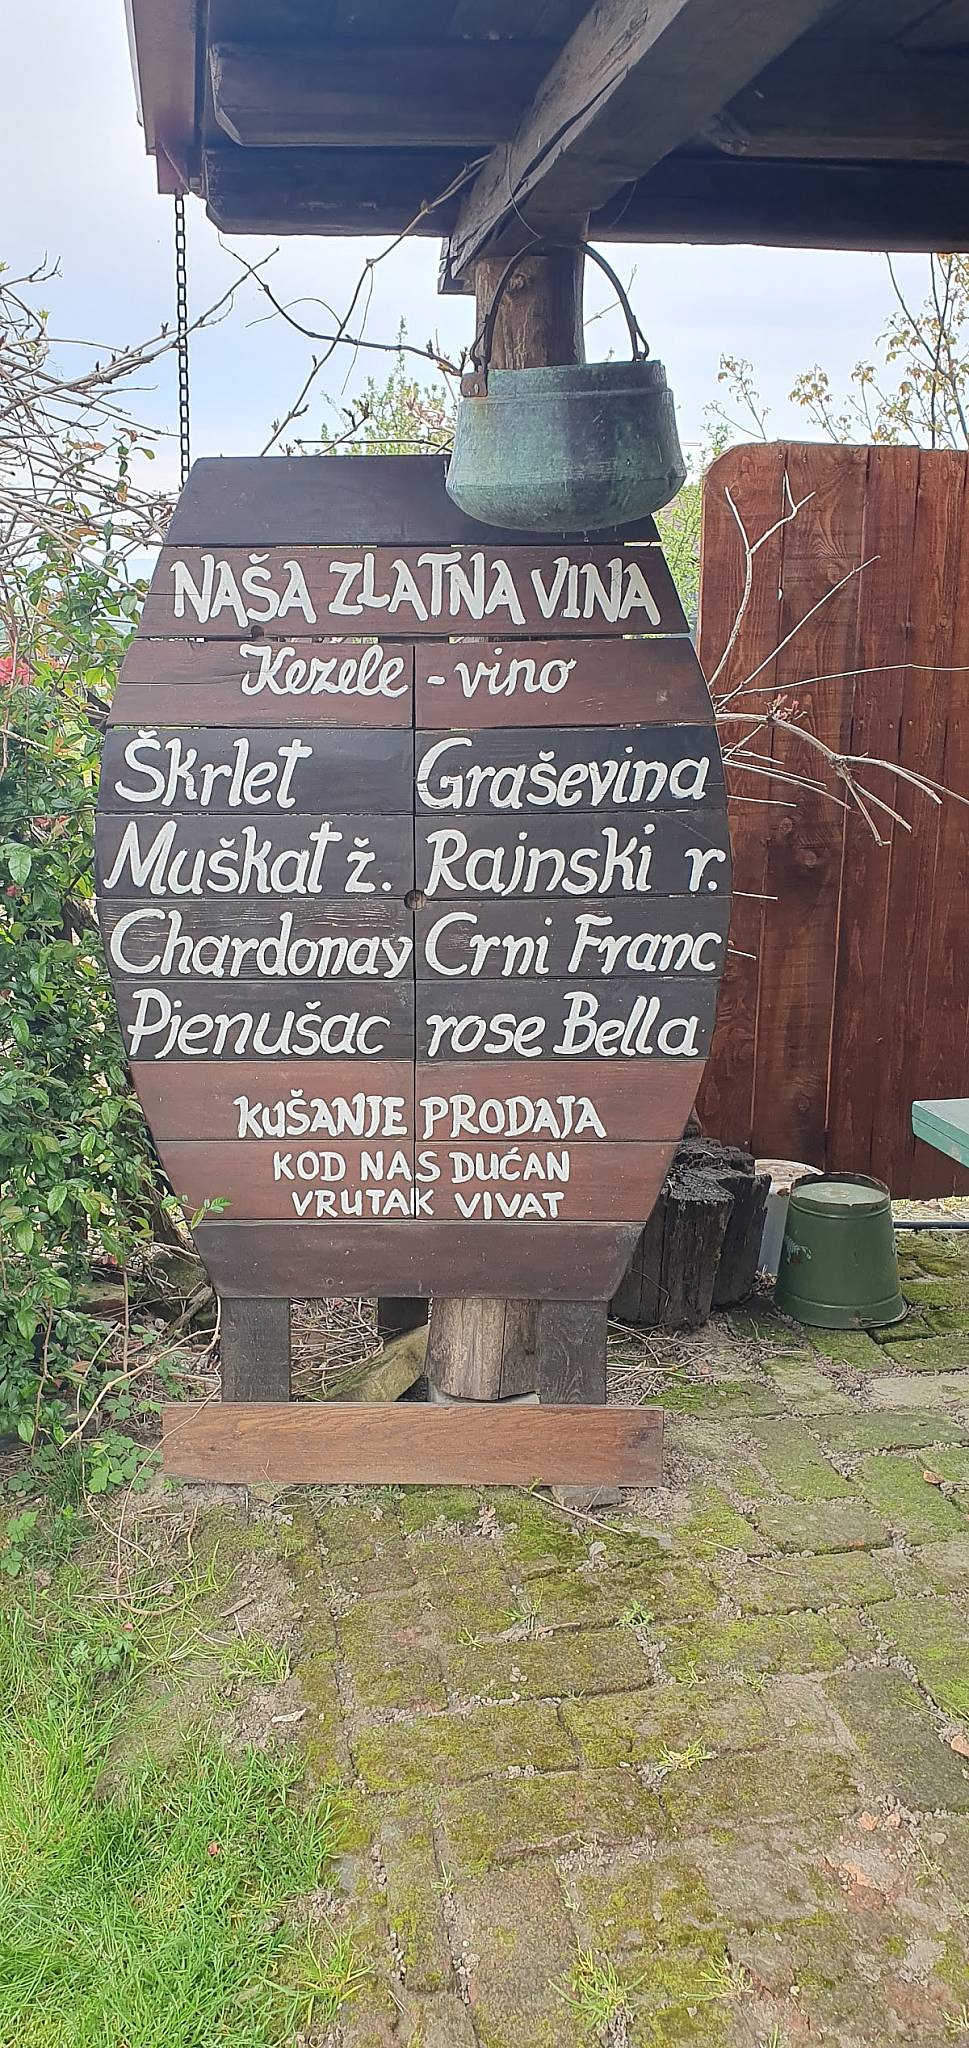 NAŠA ZLATNA VINA
Kezele - vino
Škrlet Graševina
Muškat ž. Rajnski r.
Chardonay Crni Franc
Pjenušac rose Bella
KUŠANJE PRODAJA
KOD NAS DUĆAN
VRUTAK VIVAT